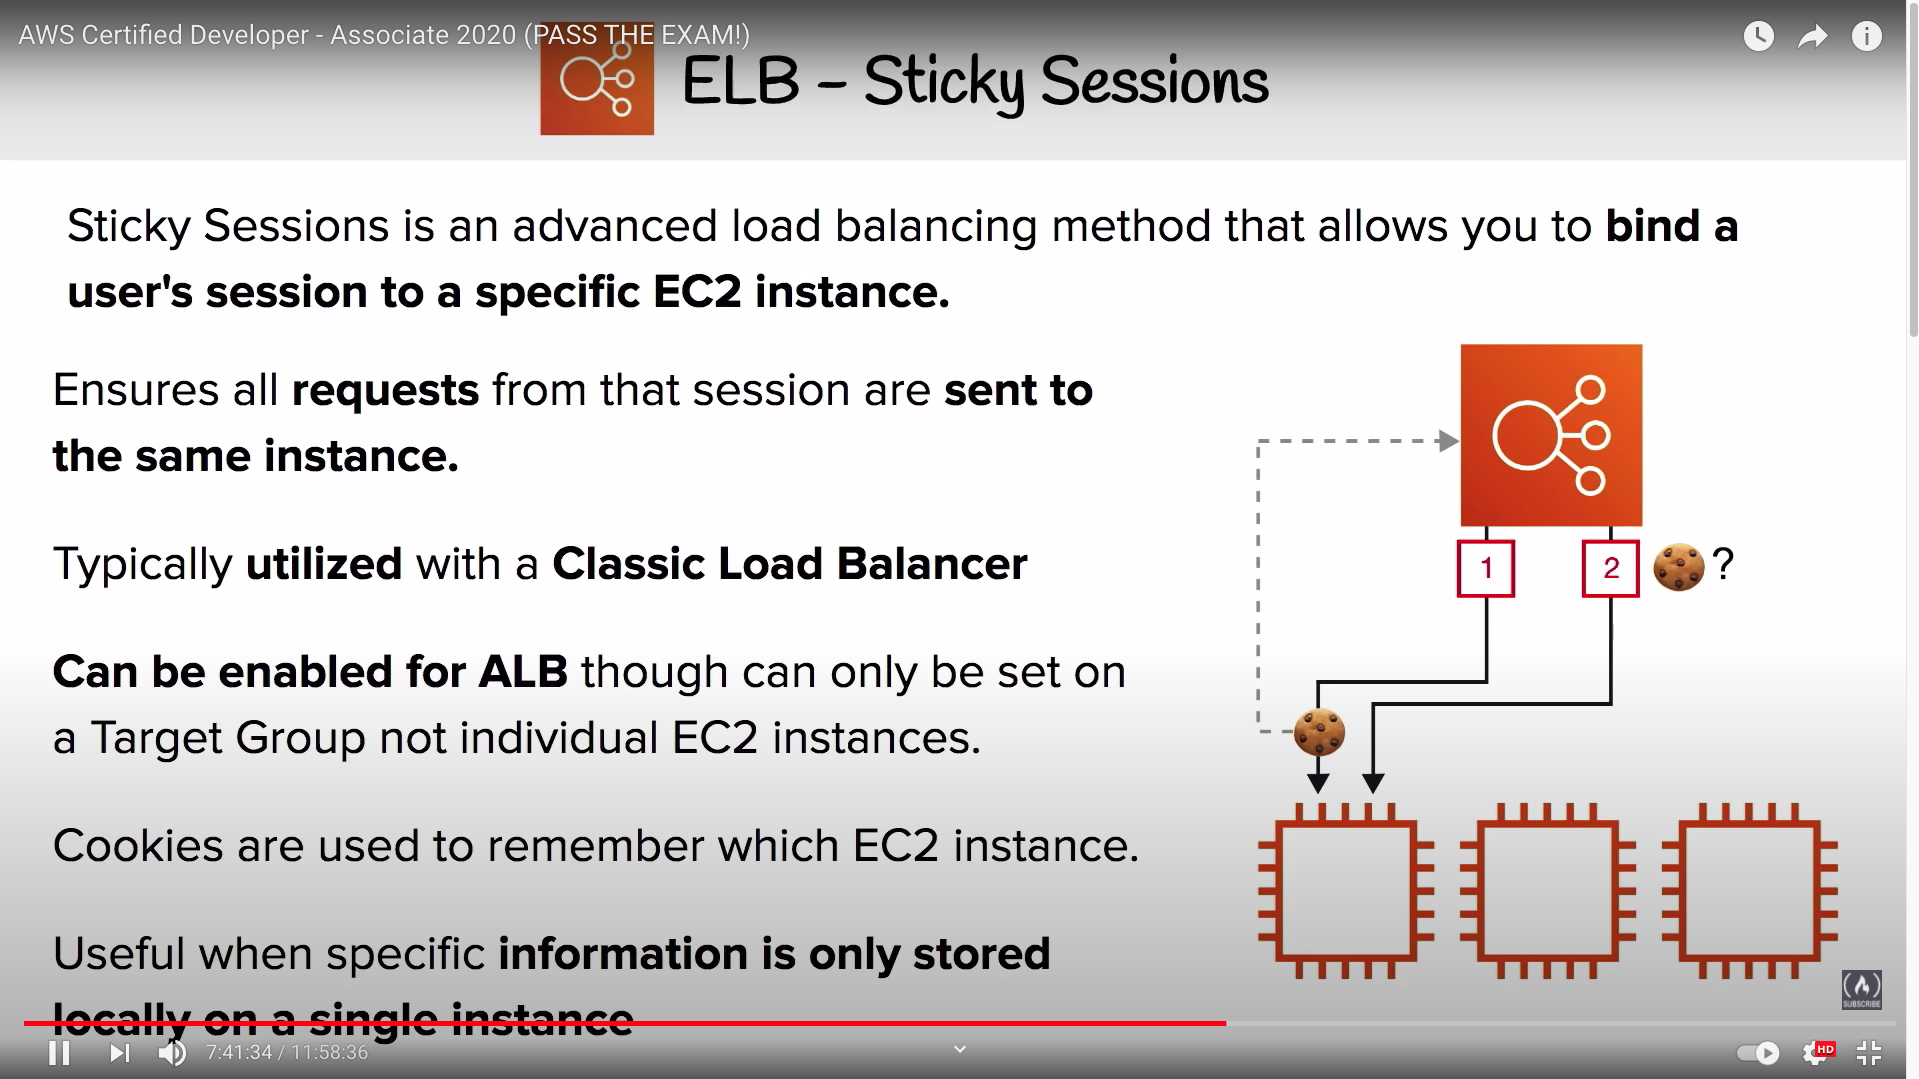 AWS Certified Developer - Associate 2020 (PASS THE EXAM!)
ELB – Sticky Sessions
Sticky Sessions is an advanced load balancing method that allows you to bind a
user's session to a specific EC2 instance.
Ensures all requests from that session are sent to
the same instance.
Typically utilized with a Classic Load Balancer
Can be enabled for ALB though can only be set on
a Target Group not individual EC2 instances.
Cookies are used to remember which EC2 instance.
Useful when specific information is only stored
locally on a single instance
1
2
?
SUBSCRIBE
7:41:34 / 11:58:36
HD